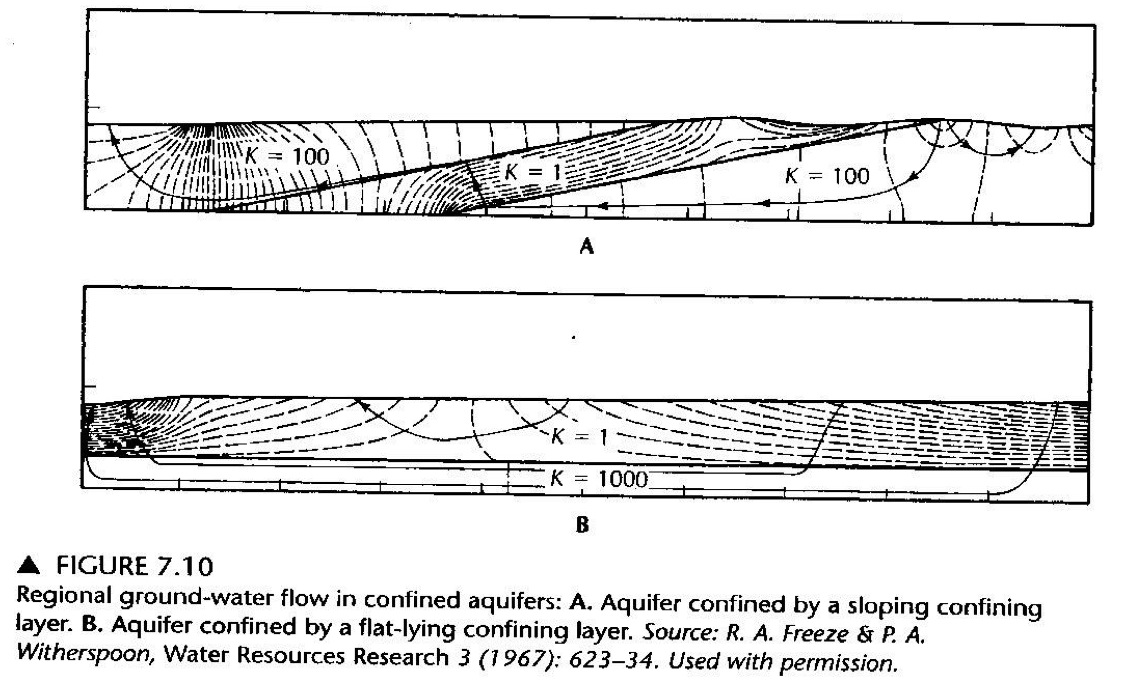 K = 100
K = 1
K = 100
A
K = 1
K = 1000
B
▲ FIGURE 7.10
Regional ground-water flow in confined aquifers: A. Aquifer confined by a sloping confining
layer. B. Aquifer confined by a flat-lying confining layer. Source: R. A. Freeze & P. A.
Witherspoon, Water Resources Research 3 (1967): 623–34. Used with permission.